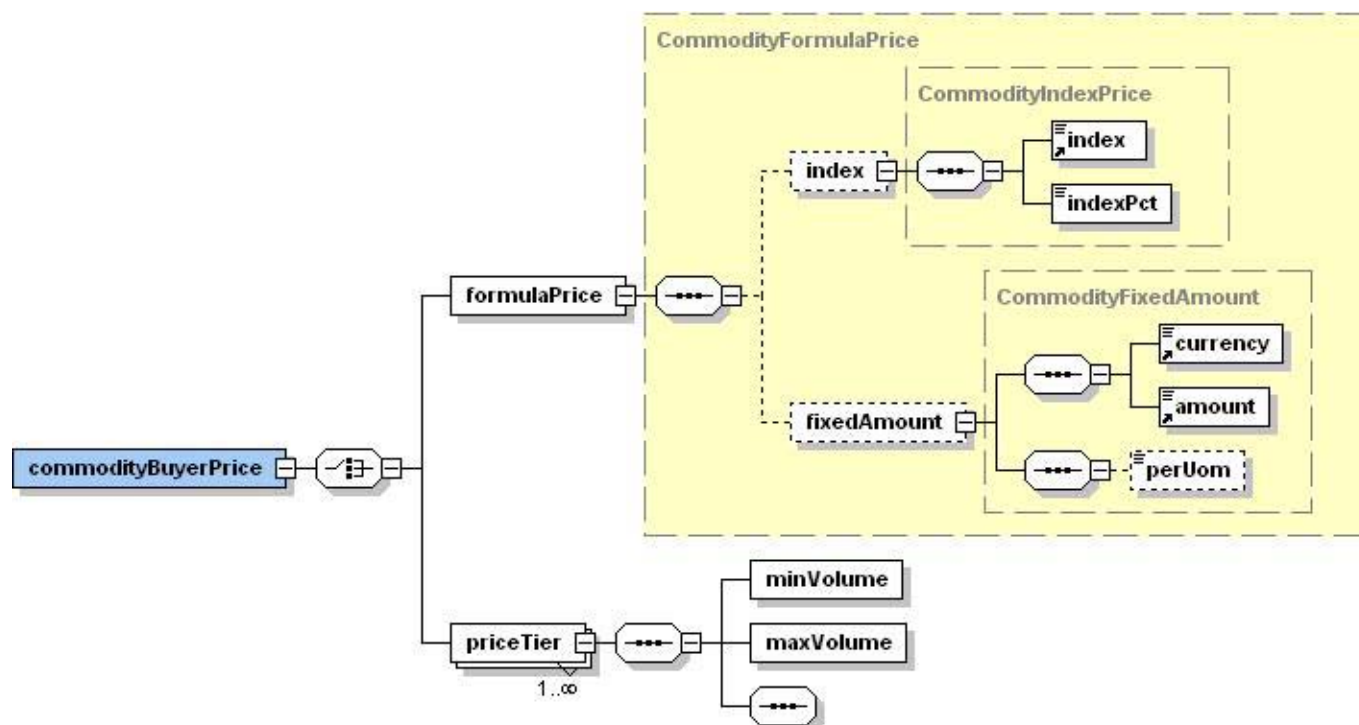 CommodityFormulaPrice
CommodityIndexPrice
index
index
indexPct
formulaPrice
CommodityFixedAmount
currency
fixedAmount
amount
commodityBuyerPrice
perUom
minVolume
priceTier
maxVolume
1..∞